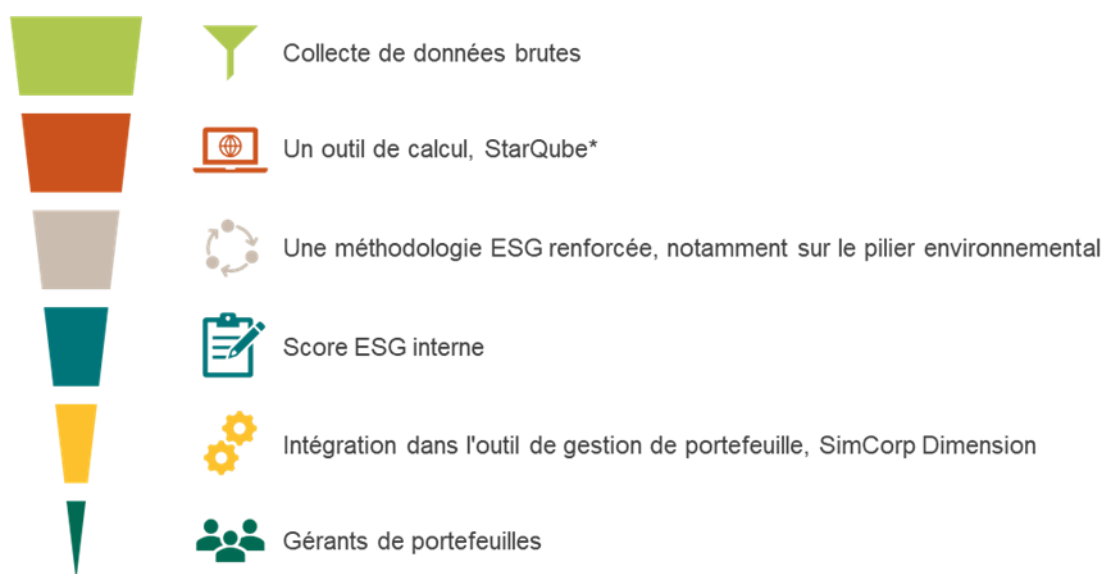 Collecte de données brutes
Un outil de calcul, StarQube*
Une méthodologie ESG renforcée, notamment sur le pilier environnemental
Score ESG interne
Intégration dans l'outil de gestion de portefeuille, SimCorp Dimension
Gérants de portefeuilles